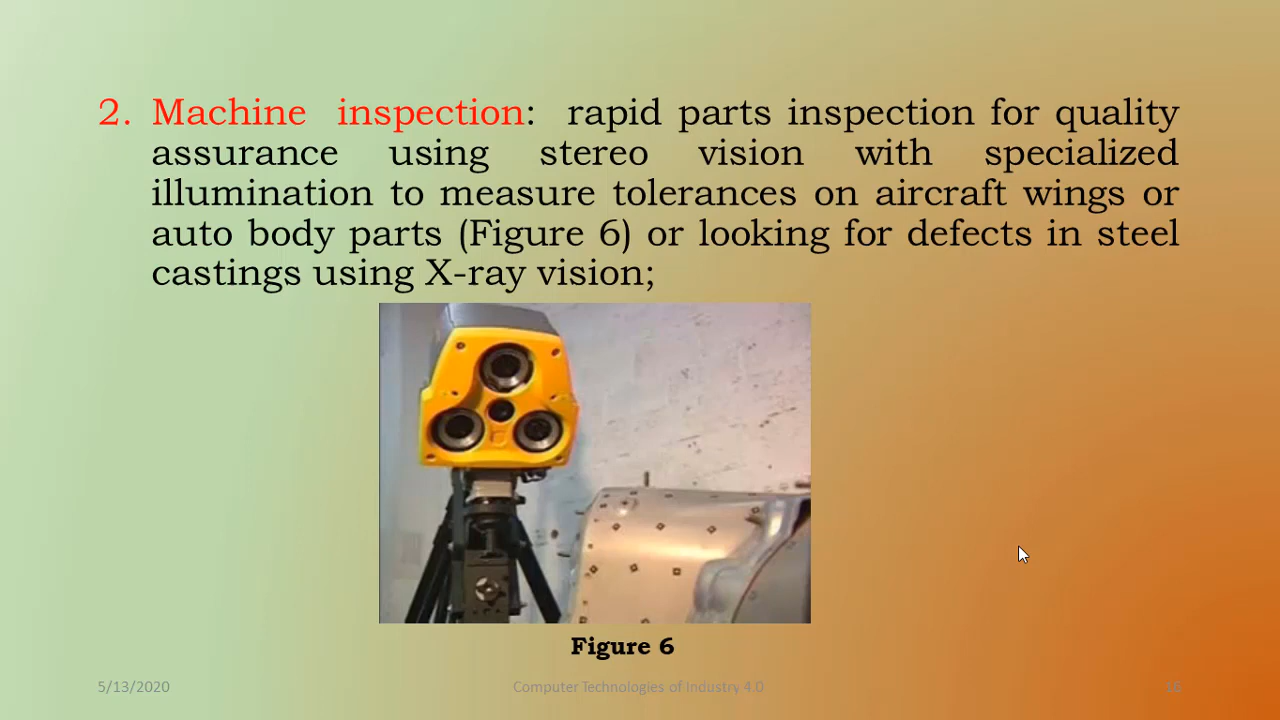 2. Machine inspection: rapid parts inspection for quality
assurance using stereo vision with specialized
illumination to measure tolerances on aircraft wings or
auto body parts (Figure 6) or looking for defects in steel
castings using X-ray vision;
Figure 6
5/13/2020
Computer Technologies of Industry 4.0